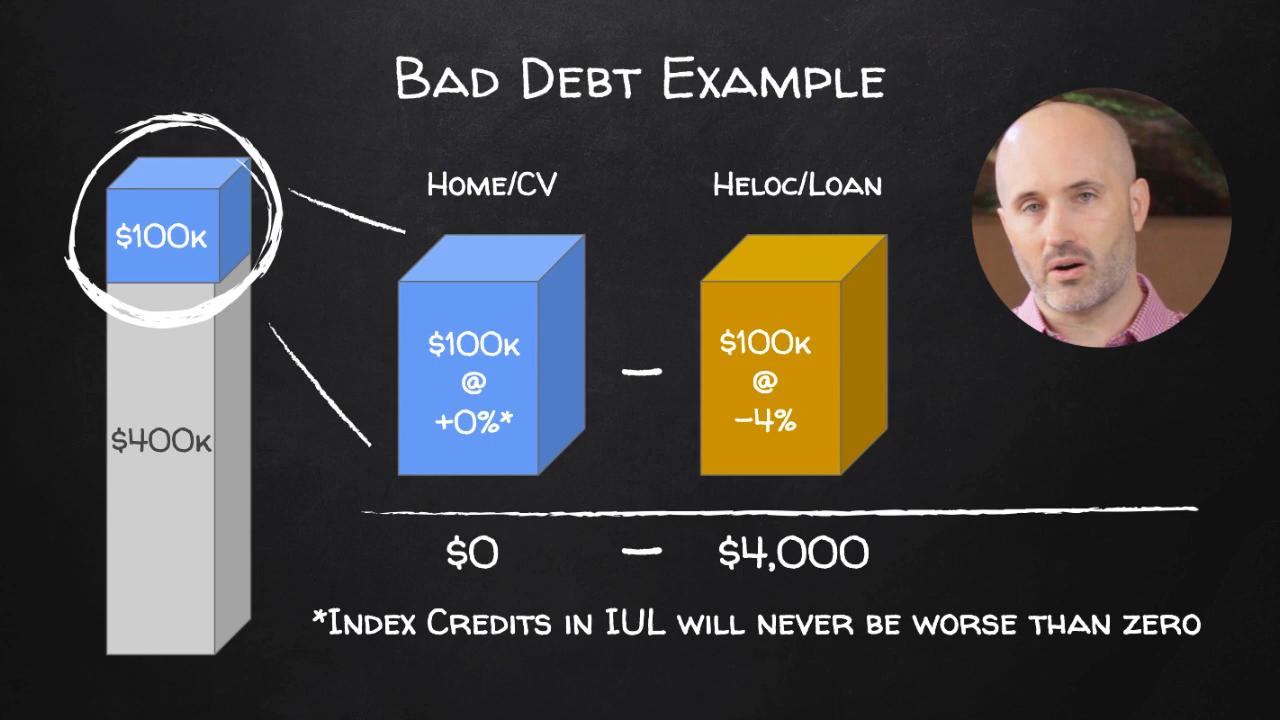 Bad Debt Example
Home/CV
Heloc/Loan
$100k
$400k
$100k
@
+0%*
–
$100k
@
-4%
$0 – $4,000
*Index Credits in IUL will never be worse than zero